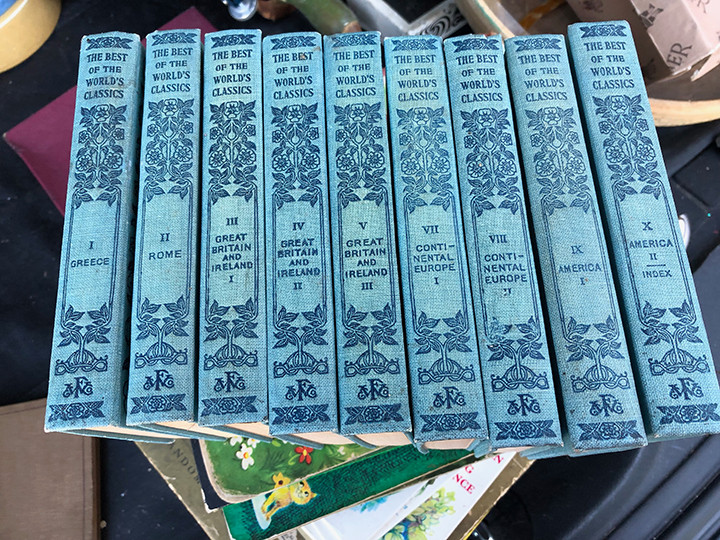 THE BEST
OF THE
WORLD'S
CLASSICS
I
GREECE
THE BEST
OF THE
WORLD'S
CLASSICS
II
ROME
THE BEST
OF THE
WORLD'S
CLASSICS
III
GREAT
BRITAIN
AND
IRELAND
I
THE BEST
OF THE
WORLD'S
CLASSICS
IV
GREAT
BRITAIN
AND
IRELAND
II
THE BEST
OF THE
WORLD'S
CLASSICS
V
GREAT
BRITAIN
AND
IRELAND
III
THE BEST
OF THE
WORLD'S
CLASSICS
VII
CONTI-
NENTAL
EUROPE
I
THE BEST
OF THE
WORLD'S
CLASSICS
VIII
CONTI-
NENTAL
EUROPE
II
THE BEST
OF THE
WORLD'S
CLASSICS
IX
AMERICA
I
THE BEST
OF THE
WORLD'S
CLASSICS
X
AMERICA
II
INDEX